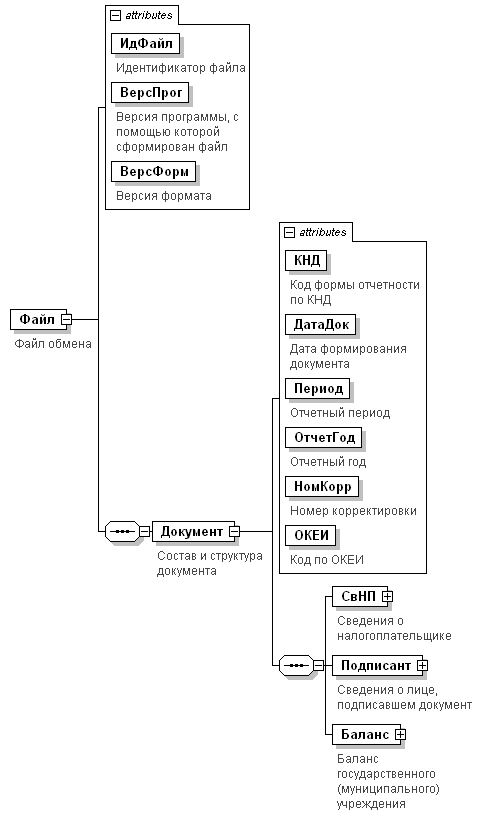 attributes
ИдФайл
Идентификатор файла
ВерсПрог
Версия программы, с
помощью которой
сформирован файл
ВерсФорм
Версия формата
Файл
Файл обмена
Документ
Состав и структура
документа
attributes
КНД
Код формы отчетности
по КНД
ДатаДок
Дата формирования
документа
Период
Отчетный период
ОтчетГод
Отчетный год
НомКорр
Номер корректировки
ОКЕИ
Код по ОКЕИ
СвНП
Сведения о
налогоплательщике
Подписант
Сведения о лице,
подписавшем документ
Баланс
Баланс
государственного
(муниципального)
учреждения